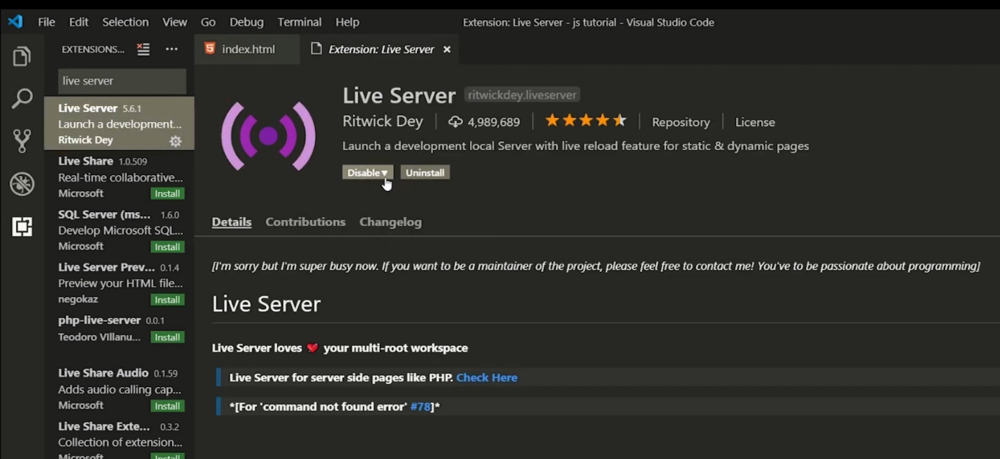 File Edit Selection View Go Debug Terminal Help
Extension: Live Server - js tutorial - Visual Studio Code
EXTENSIONS...
index.html
Extension: Live Server
live server
Live Server 5.6.1
Launch a development...
Ritwick Dey
Live Share 1.0.509
Real-time collaborative...
Microsoft Install
SQL Server (ms... 1.6.0
Develop Microsoft SQL...
Microsoft Install
Live Server Prev... 0.1.4
Preview your HTML file...
negokaz Install
php-live-server 0.0.1
Teodoro VIllanu... Install
Live Share Audio 0.1.59
Adds audio calling cap...
Microsoft Install
Live Share Exte... 0.3.2
Collection of extension...
Microsoft Install
Live Server ritwickdey.liveserver
Ritwick Dey 4,989,689 Repository License
Launch a development local Server with live reload feature for static & dynamic pages
Disable Uninstall
Details Contributions Changelog
[I'm sorry but I'm super busy now. If you want to be a maintainer of the project, please feel free to contact me! You've to be passionate about programming]
Live Server
Live Server loves ❤️ your multi-root workspace
Live Server for server side pages like PHP. Check Here
*[For 'command not found error' #78]*